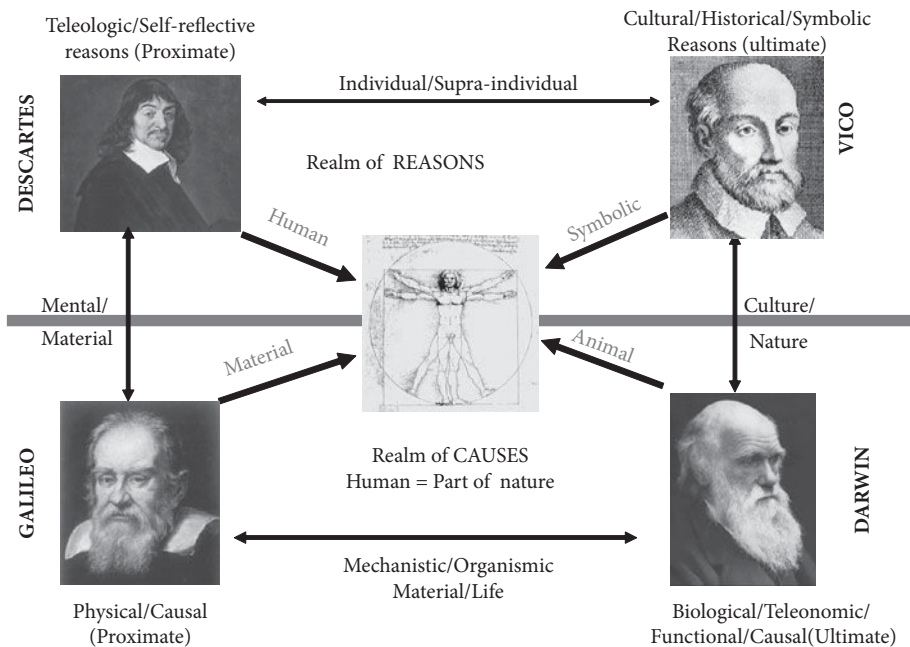 Teleologic/Self-reflective
reasons (Proximate)
Cultural/Historical/Symbolic
Reasons (ultimate)
DESCARTES
Individual/Supra-individual
VICO
Realm of REASONS
Human
Symbolic
Mental/
Material
Culture/
Nature
Material
Animal
GALILEO
Realm of CAUSES
Human = Part of nature
DARWIN
Mechanistic/Organismic
Material/Life
Physical/Causal
(Proximate)
Biological/Teleonomic/
Functional/Causal(Ultimate)